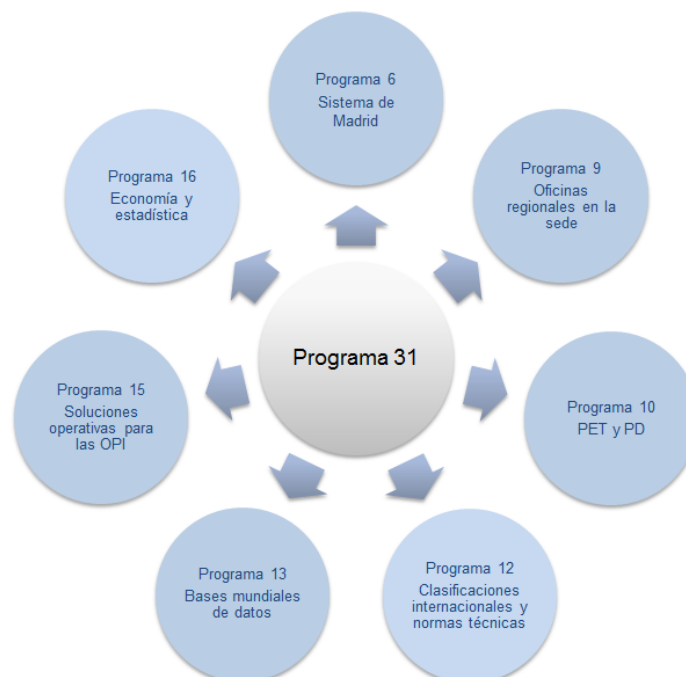 Programa 6
Sistema de
Madrid
Programa 16
Economía y
estadística
Programa 9
Oficinas
regionales en la
sede
Programa 31
Programa 15
Soluciones
operativas para
las OPI
Programa 10
PET y PD
Programa 13
Bases mundiales
de datos
Programa 12
Clasificaciones
internacionales y
normas técnicas